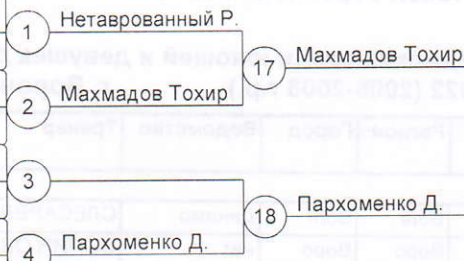 1 Нетаврованный Р.
17 Махмадов Тохир
2 Махмадов Тохир
3
18 Пархоменко Д.
4 Пархоменко Д.